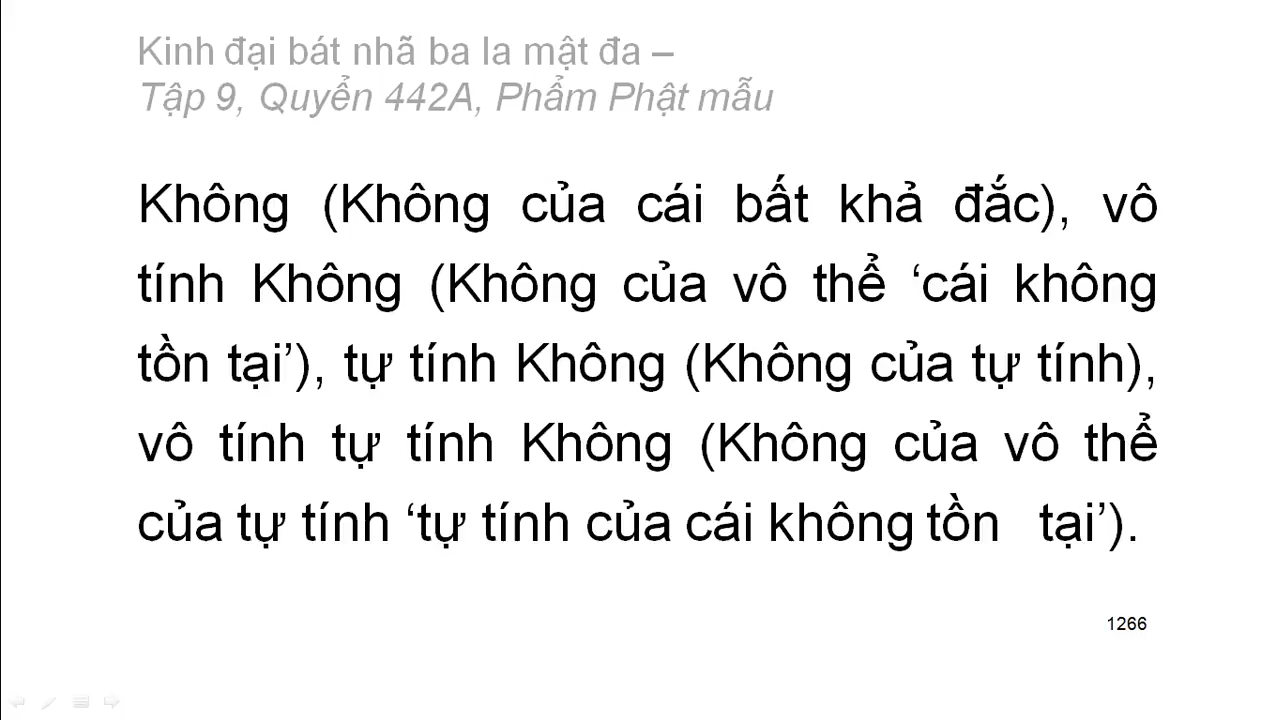 Kinh đại bát nhã ba la mật đa –
Tập 9, Quyển 442A, Phẩm Phật mẫu
Không (Không của cái bất khả đắc), vô
tính Không (Không của vô thể ‘cái không
tồn tại’), tự tính Không (Không của tự tính),
vô tính tự tính Không (Không của vô thể
của tự tính ‘tự tính của cái không tồn tại’).
1266